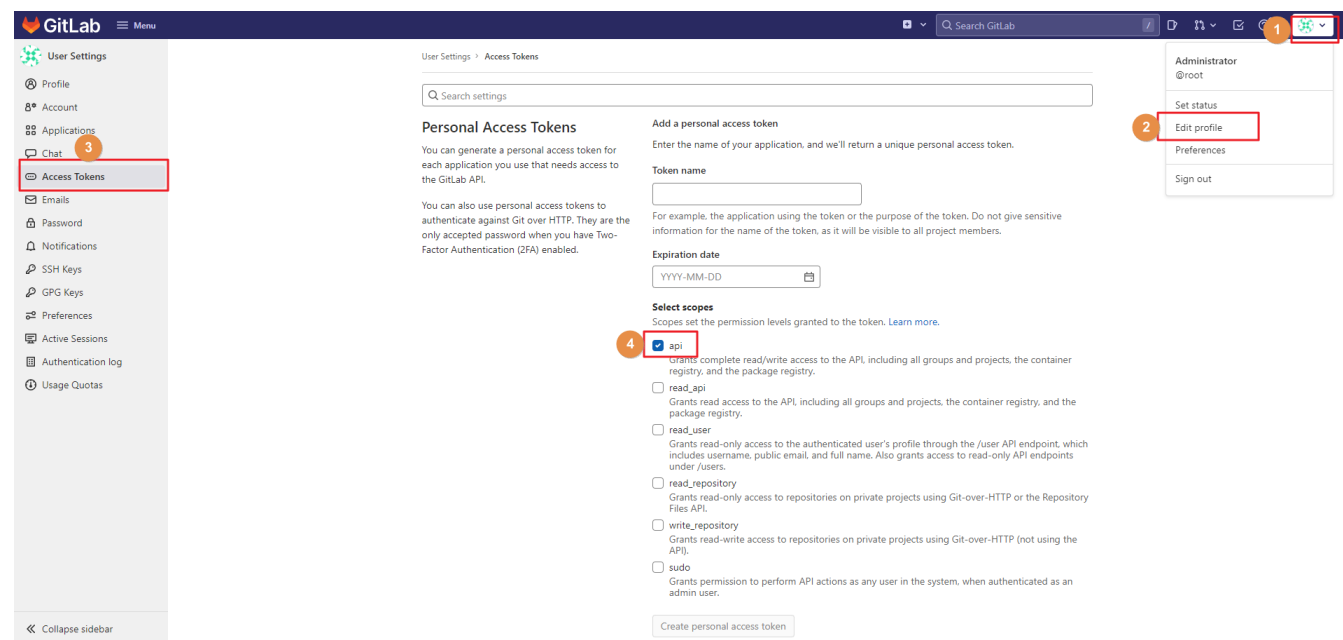 GitLab
Menu
Search GitLab
/
1
User Settings
Profile
Account
Applications
Chat
3
Access Tokens
Emails
Password
Notifications
SSH Keys
GPG Keys
Preferences
Active Sessions
Authentication log
Usage Quotas
Collapse sidebar
User Settings › Access Tokens
Search settings
Personal Access Tokens
You can generate a personal access token for
each application you use that needs access to
the GitLab API.
You can also use personal access tokens to
authenticate against Git over HTTP. They are the
only accepted password when you have Two-
Factor Authentication (2FA) enabled.
Add a personal access token
Enter the name of your application, and we'll return a unique personal access token.
Token name
For example, the application using the token or the purpose of the token. Do not give sensitive
information for the name of the token, as it will be visible to all project members.
Expiration date
YYYY-MM-DD
Select scopes
Scopes set the permission levels granted to the token. Learn more.
4
api
Grants complete read/write access to the API, including all groups and projects, the container
registry, and the package registry.
read_api
Grants read access to the API, including all groups and projects, the container registry, and the
package registry.
read_user
Grants read-only access to the authenticated user's profile through the /user API endpoint, which
includes username, public email, and full name. Also grants access to read-only API endpoints
under /users.
read_repository
Grants read-only access to repositories on private projects using Git-over-HTTP or the Repository
Files API.
write_repository
Grants read-write access to repositories on private projects using Git-over-HTTP (not using the
API).
sudo
Grants permission to perform API actions as any user in the system, when authenticated as an
admin user.
Create personal access token
Administrator
@root
Set status
2
Edit profile
Preferences
Sign out